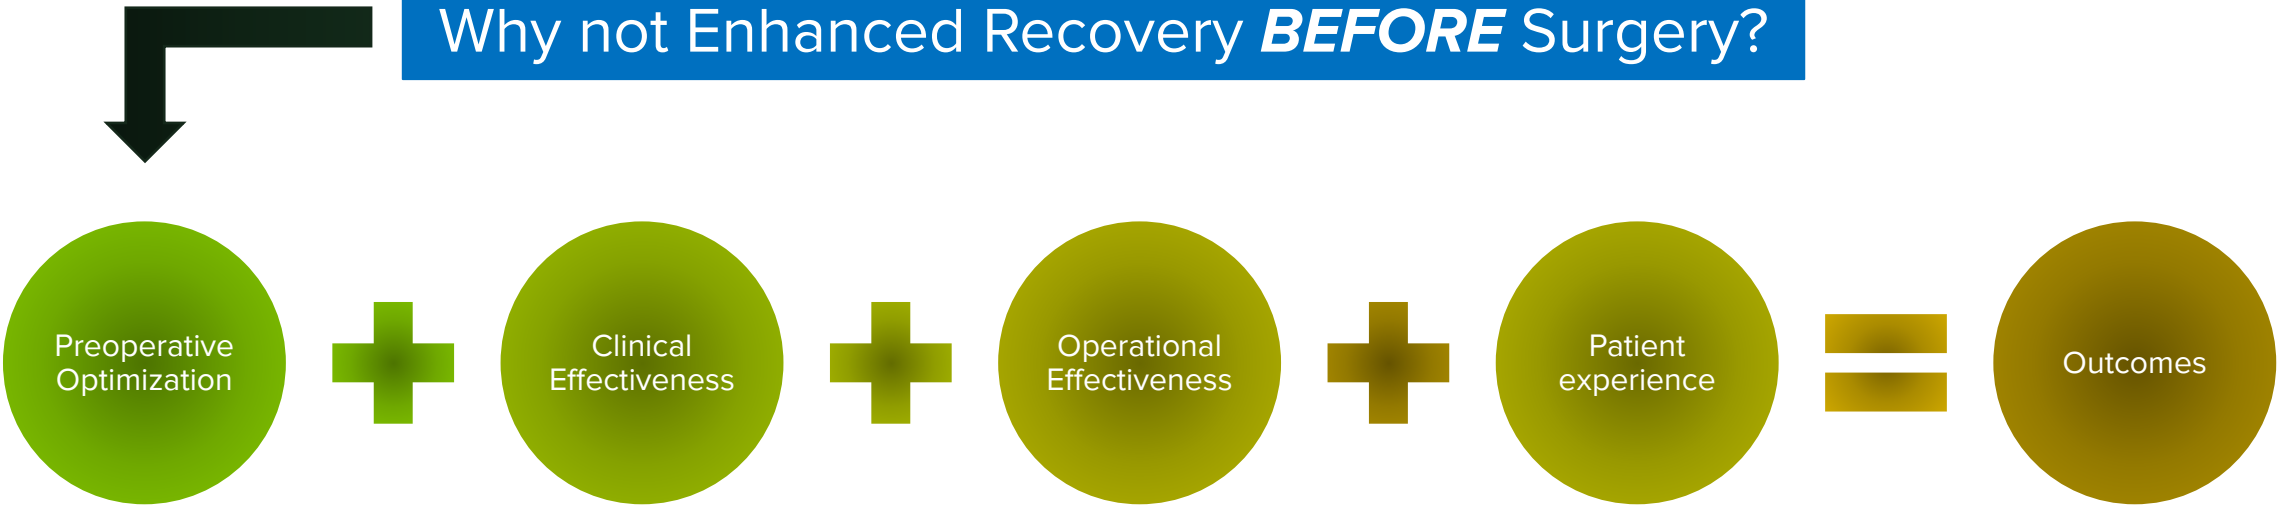 Why not Enhanced Recovery BEFORE Surgery?
Preoperative
Optimization
Clinical
Effectiveness
Operational
Effectiveness
Patient
experience
Outcomes